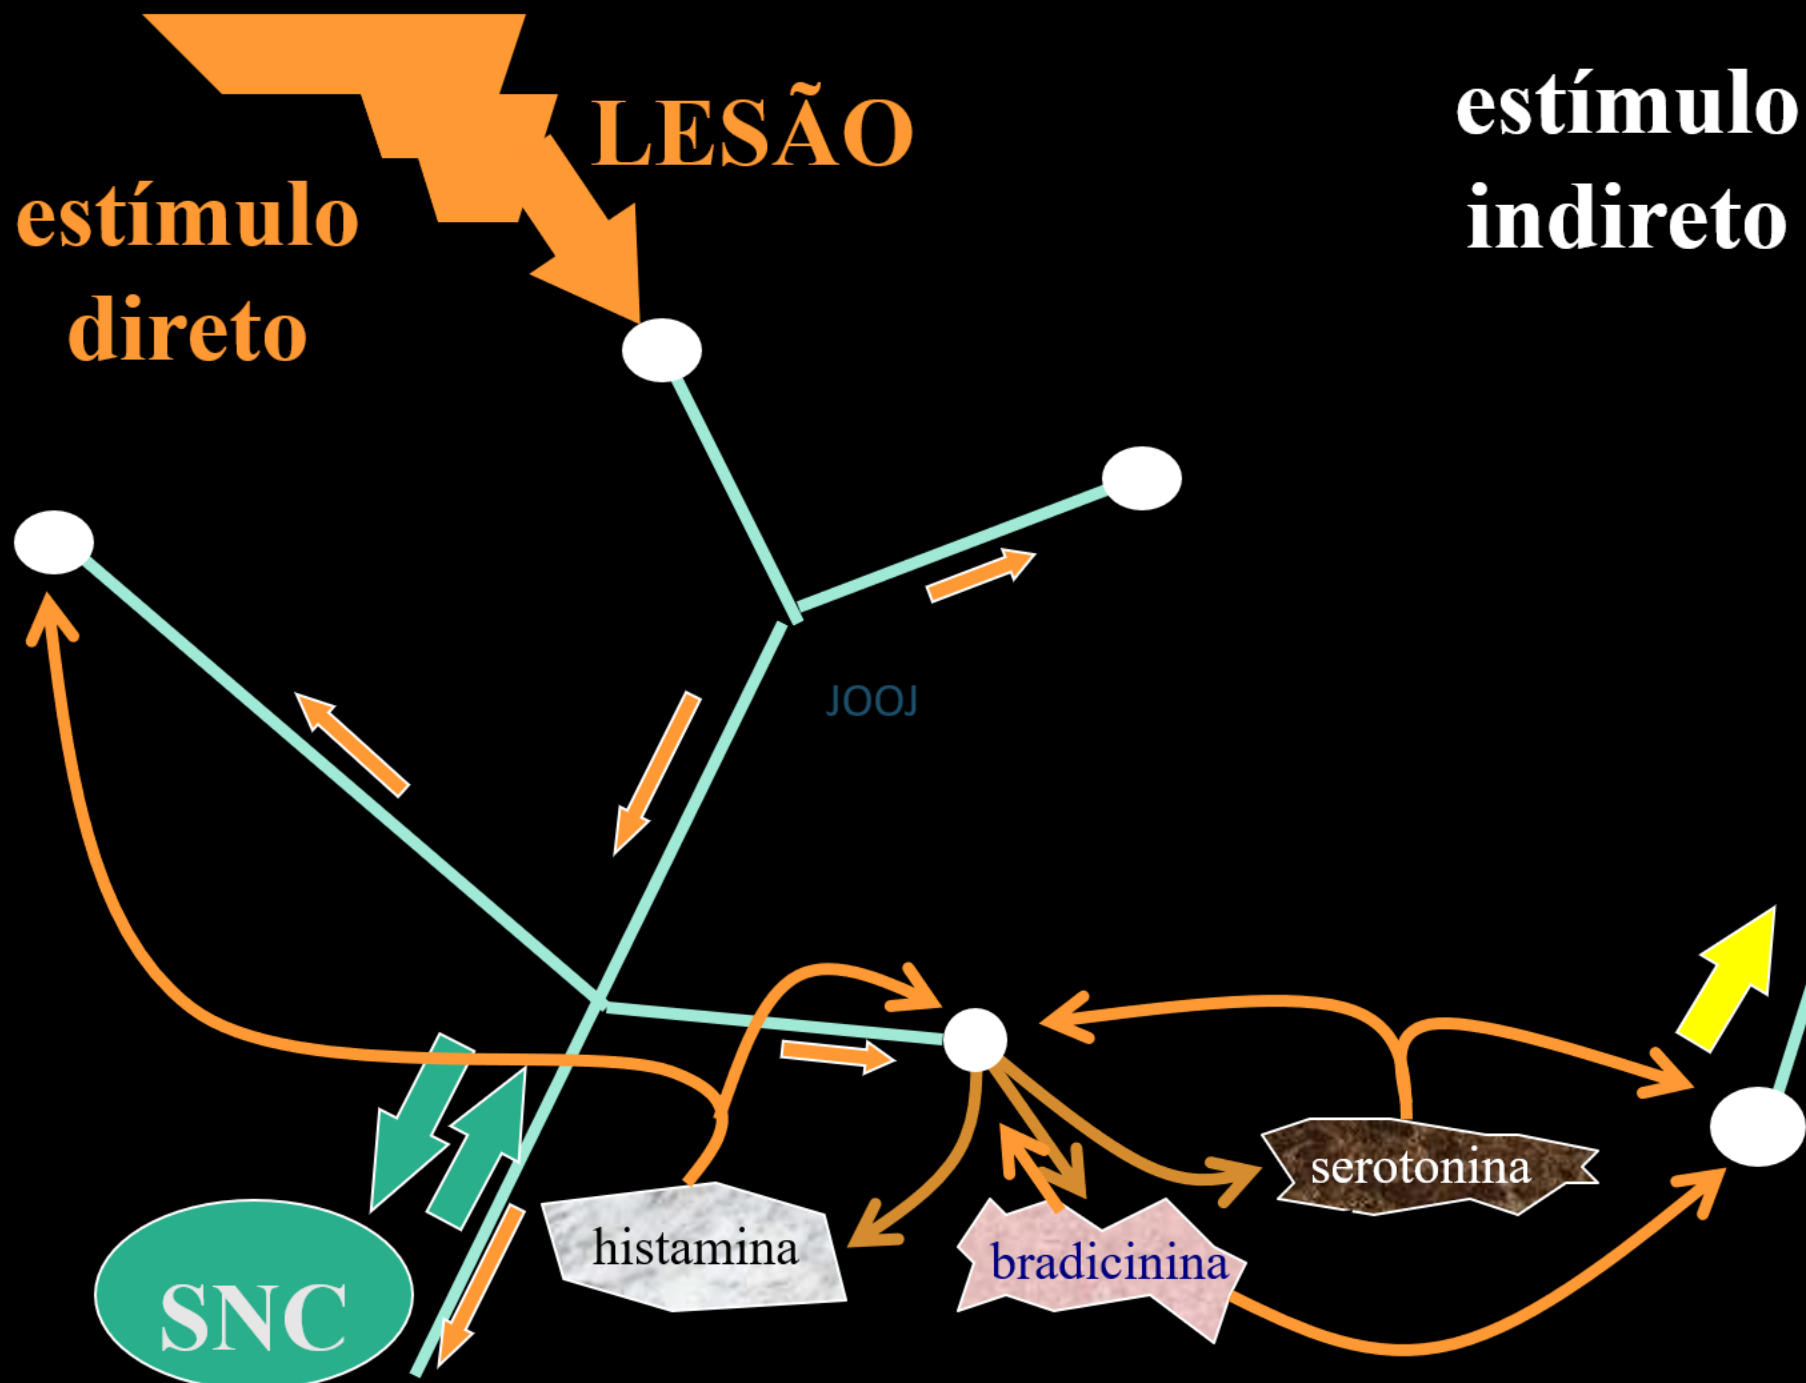 LESÃO
estímulo
direto
estímulo
indireto
JOOJ
serotonina
histamina
bradicinina
SNC